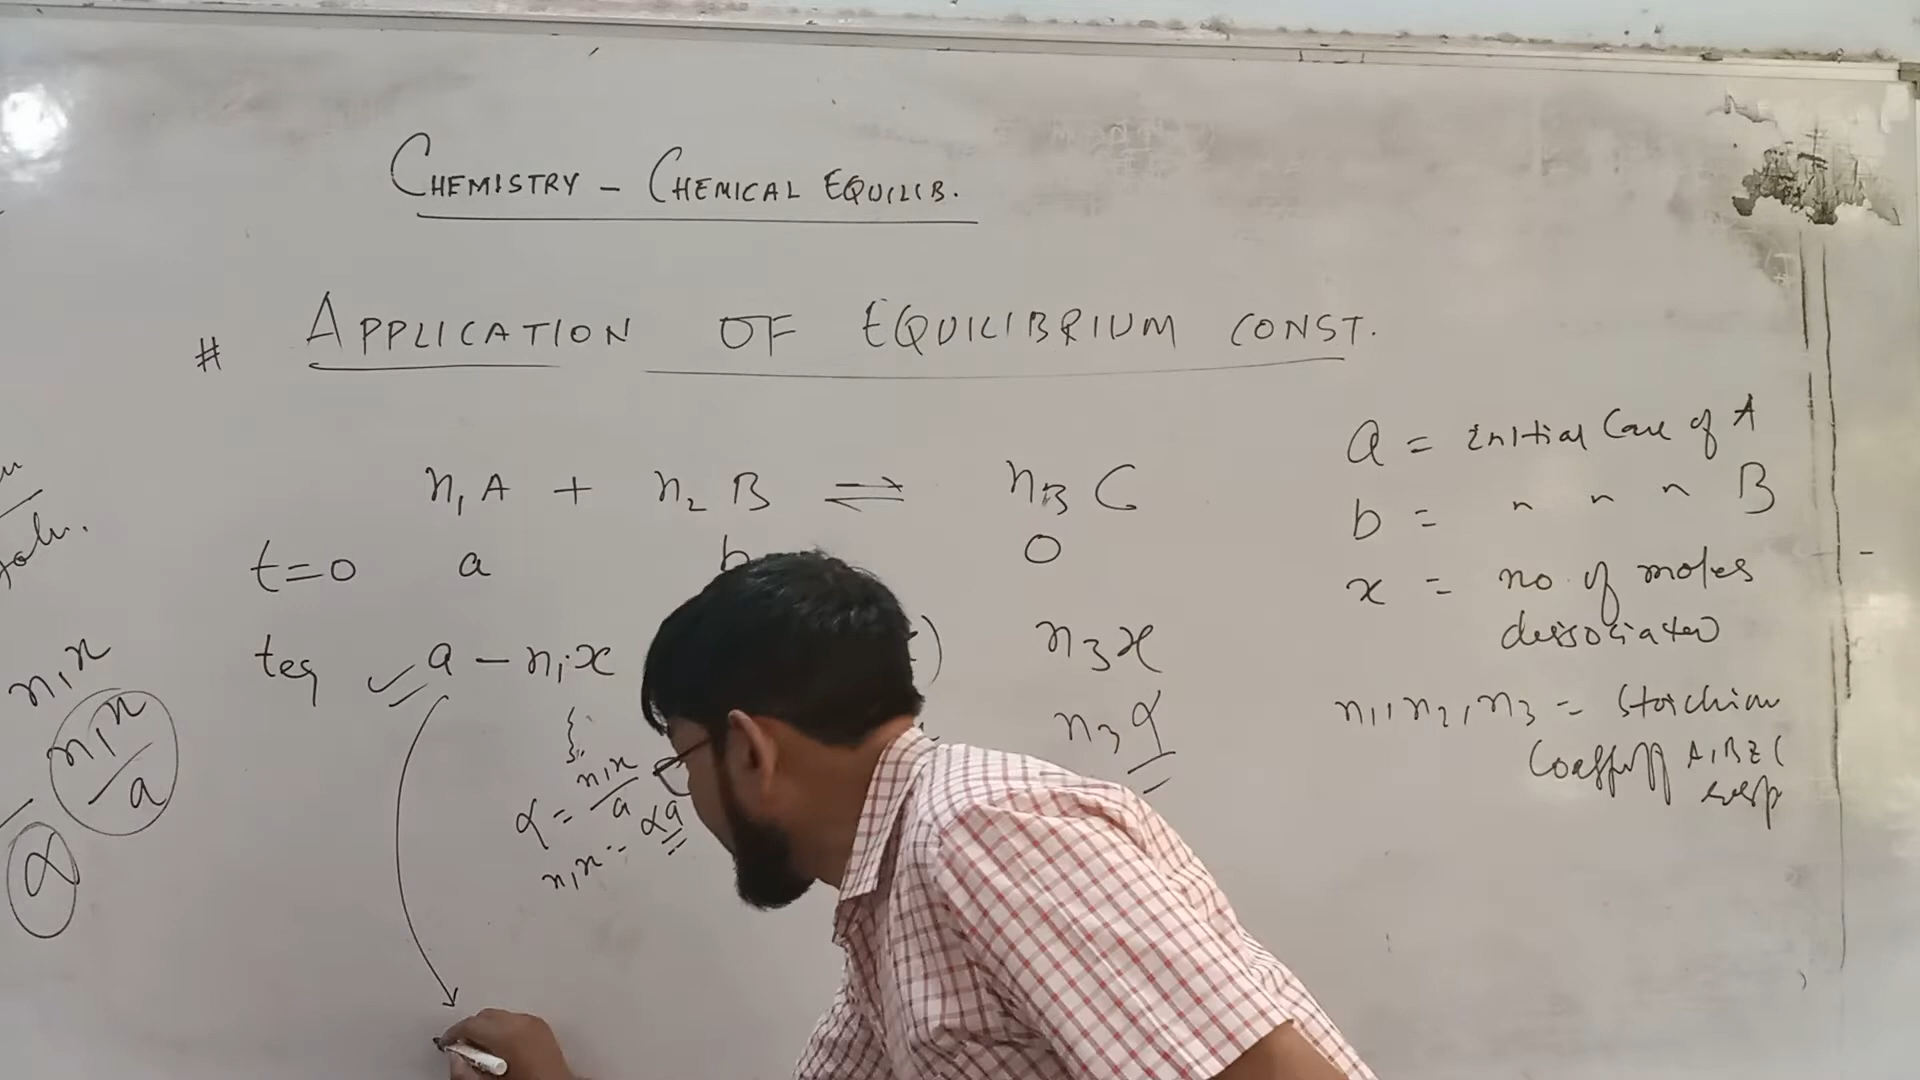 CHEMISTRY - CHEMICAL EQUILIB.
# APPLICATION OF EQUILIBRIUM CONST.
n₁A + n₂B ⇌ n₃C
t=0 a b 0
teq a - n₁x ) n₃x
n₃α
α = n₁x/a
n₁x = αa
a = initial Conc of A
b = " " " B
x = no. of moles
dissociated
n₁, n₂, n₃ = Stoichiom
Coeff of A, B & C
resp
n₁x
n₁x/a
α